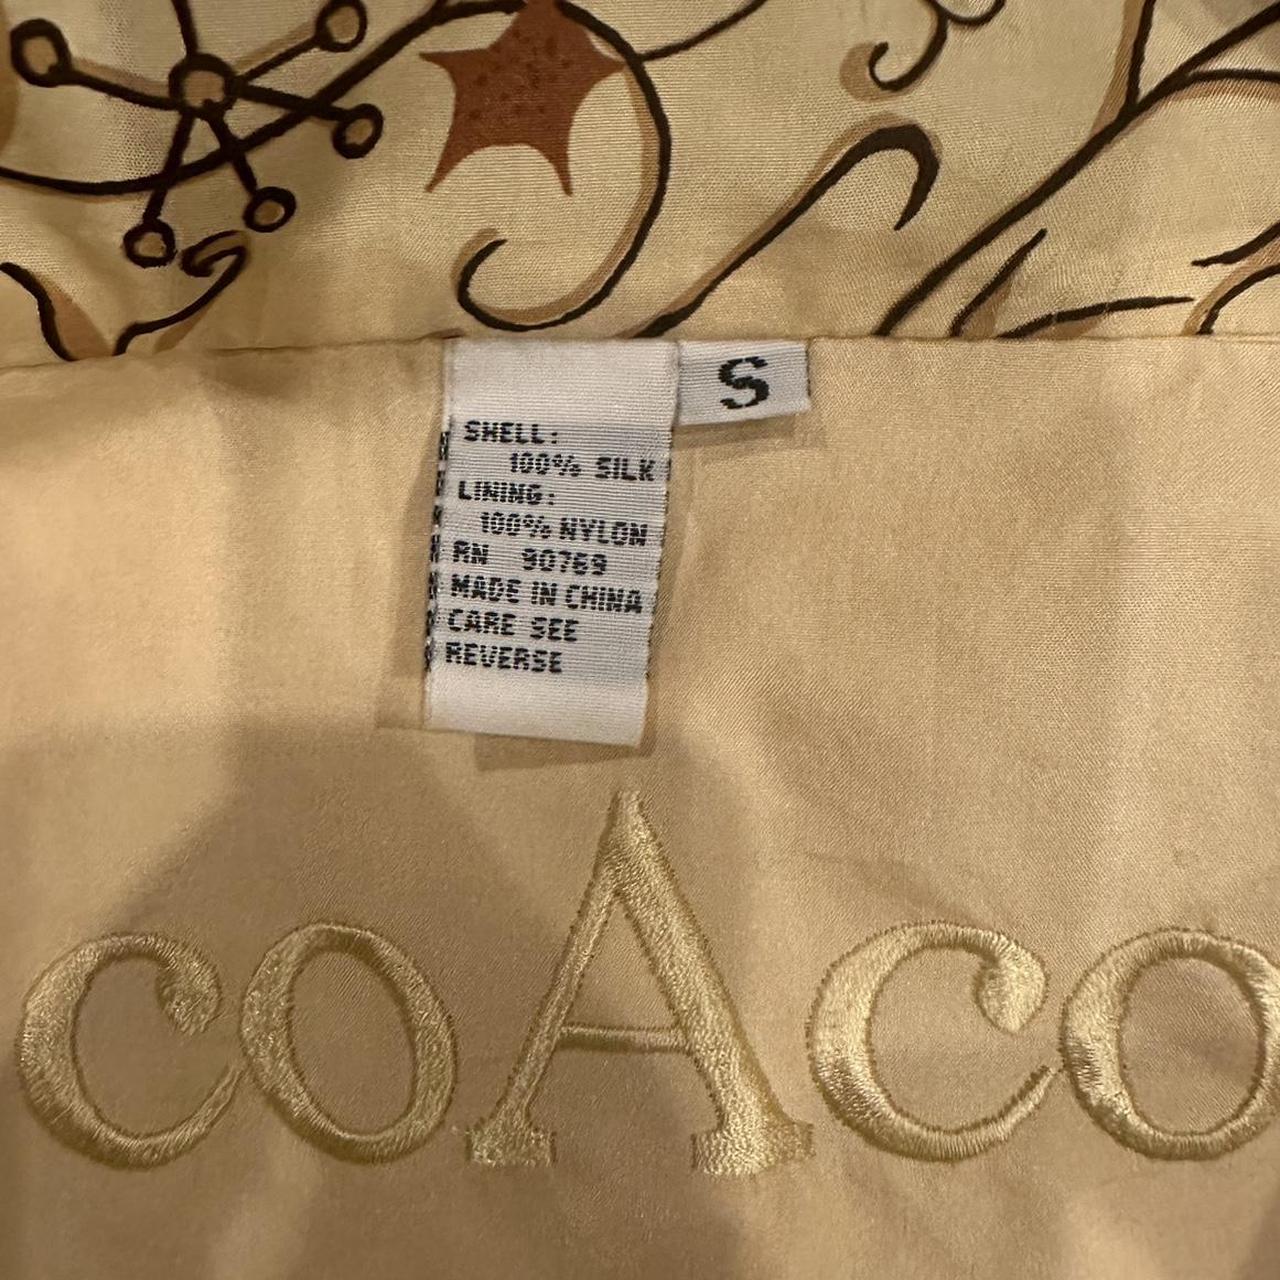 S
SHELL:
100% SILK
LINING:
100% NYLON
RN 90769
MADE IN CHINA
CARE SEE
REVERSE
coAco